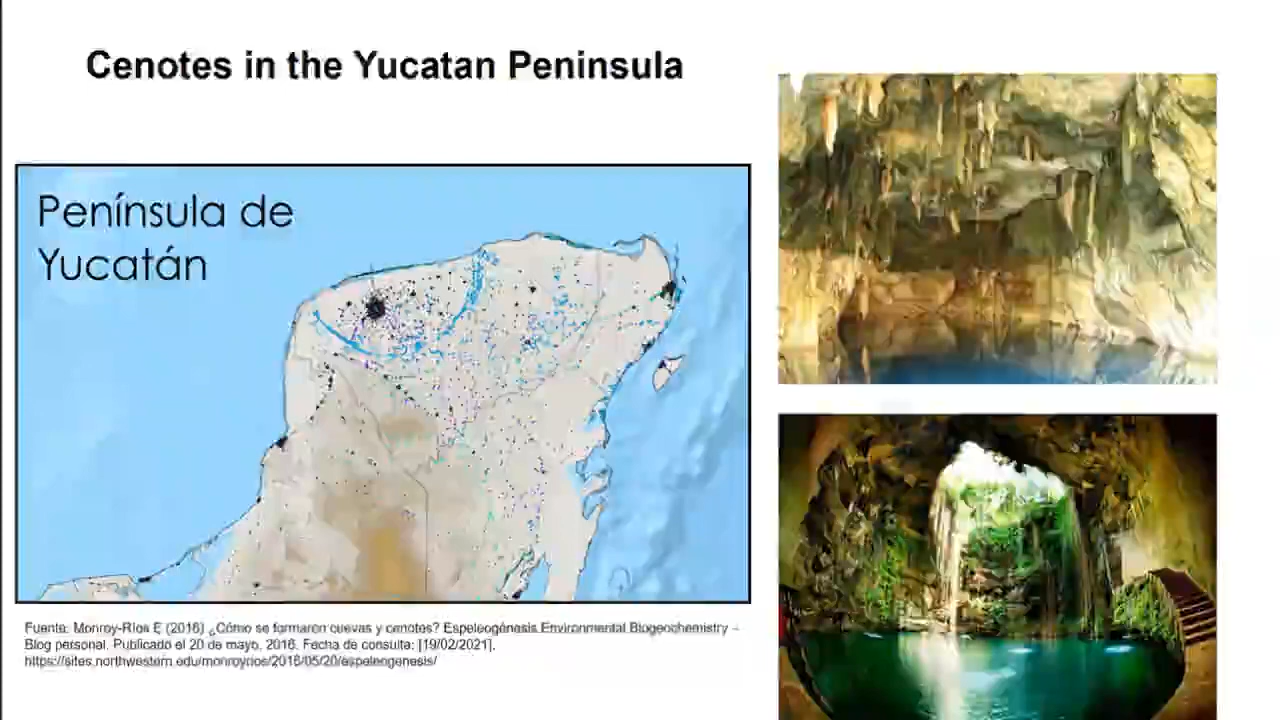 Cenotes in the Yucatan Peninsula
Península de
Yucatán
Fuente: Monroy-Ríos E (2016) ¿Cómo se formaron cuevas y cenotes? Espeleogénesis.Environmental Biogeochemistry –
Blog personal. Publicado el 20 de mayo, 2016. Fecha de consulta: [19/02/2021].
https://sites.northwestern.edu/monroyrios/2016/05/20/espeleogenesis/